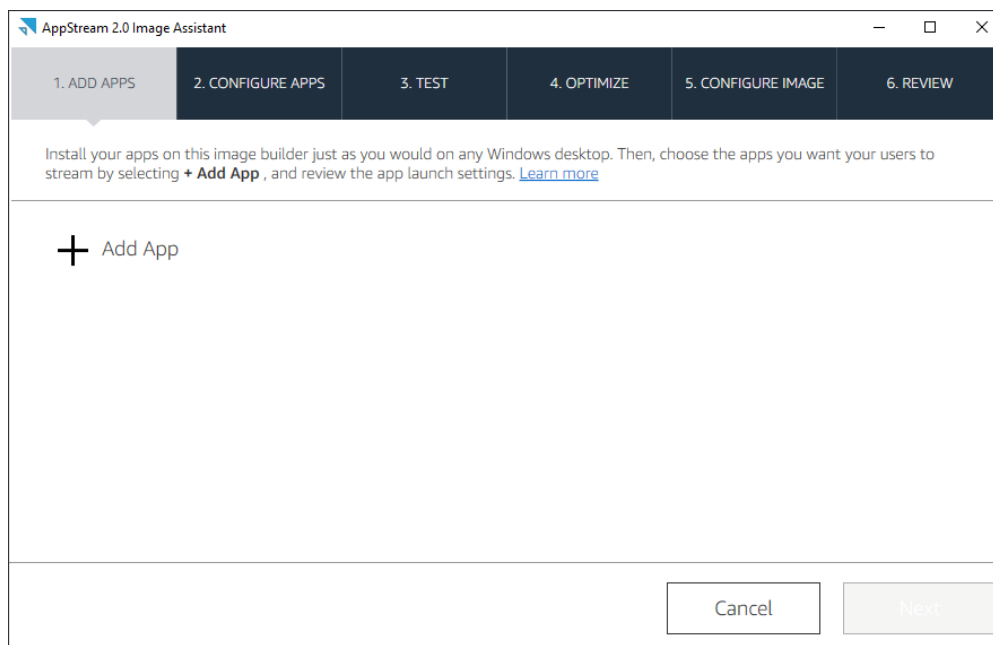 AppStream 2.0 Image Assistant
1. ADD APPS
2. CONFIGURE APPS
3. TEST
4. OPTIMIZE
5. CONFIGURE IMAGE
6. REVIEW
Install your apps on this image builder just as you would on any Windows desktop. Then, choose the apps you want your users to
stream by selecting + Add App , and review the app launch settings. Learn more
Add App
Cancel
Next